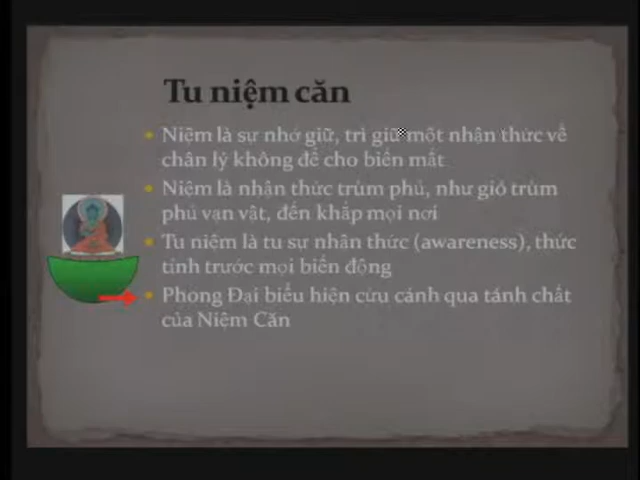 Tu niệm căn
Niệm là sự nhớ giữ, trì giữ một nhận thức về
chân lý không để cho biến mất
Niệm là nhận thức trùm phủ, như gió trùm
phủ vạn vật, đến khắp mọi nơi
Tu niệm là tu sự nhân thức (awareness), thức
tỉnh trước mọi biến động
Phong Đại biểu hiện cứu cánh qua tánh chất
của Niệm Căn